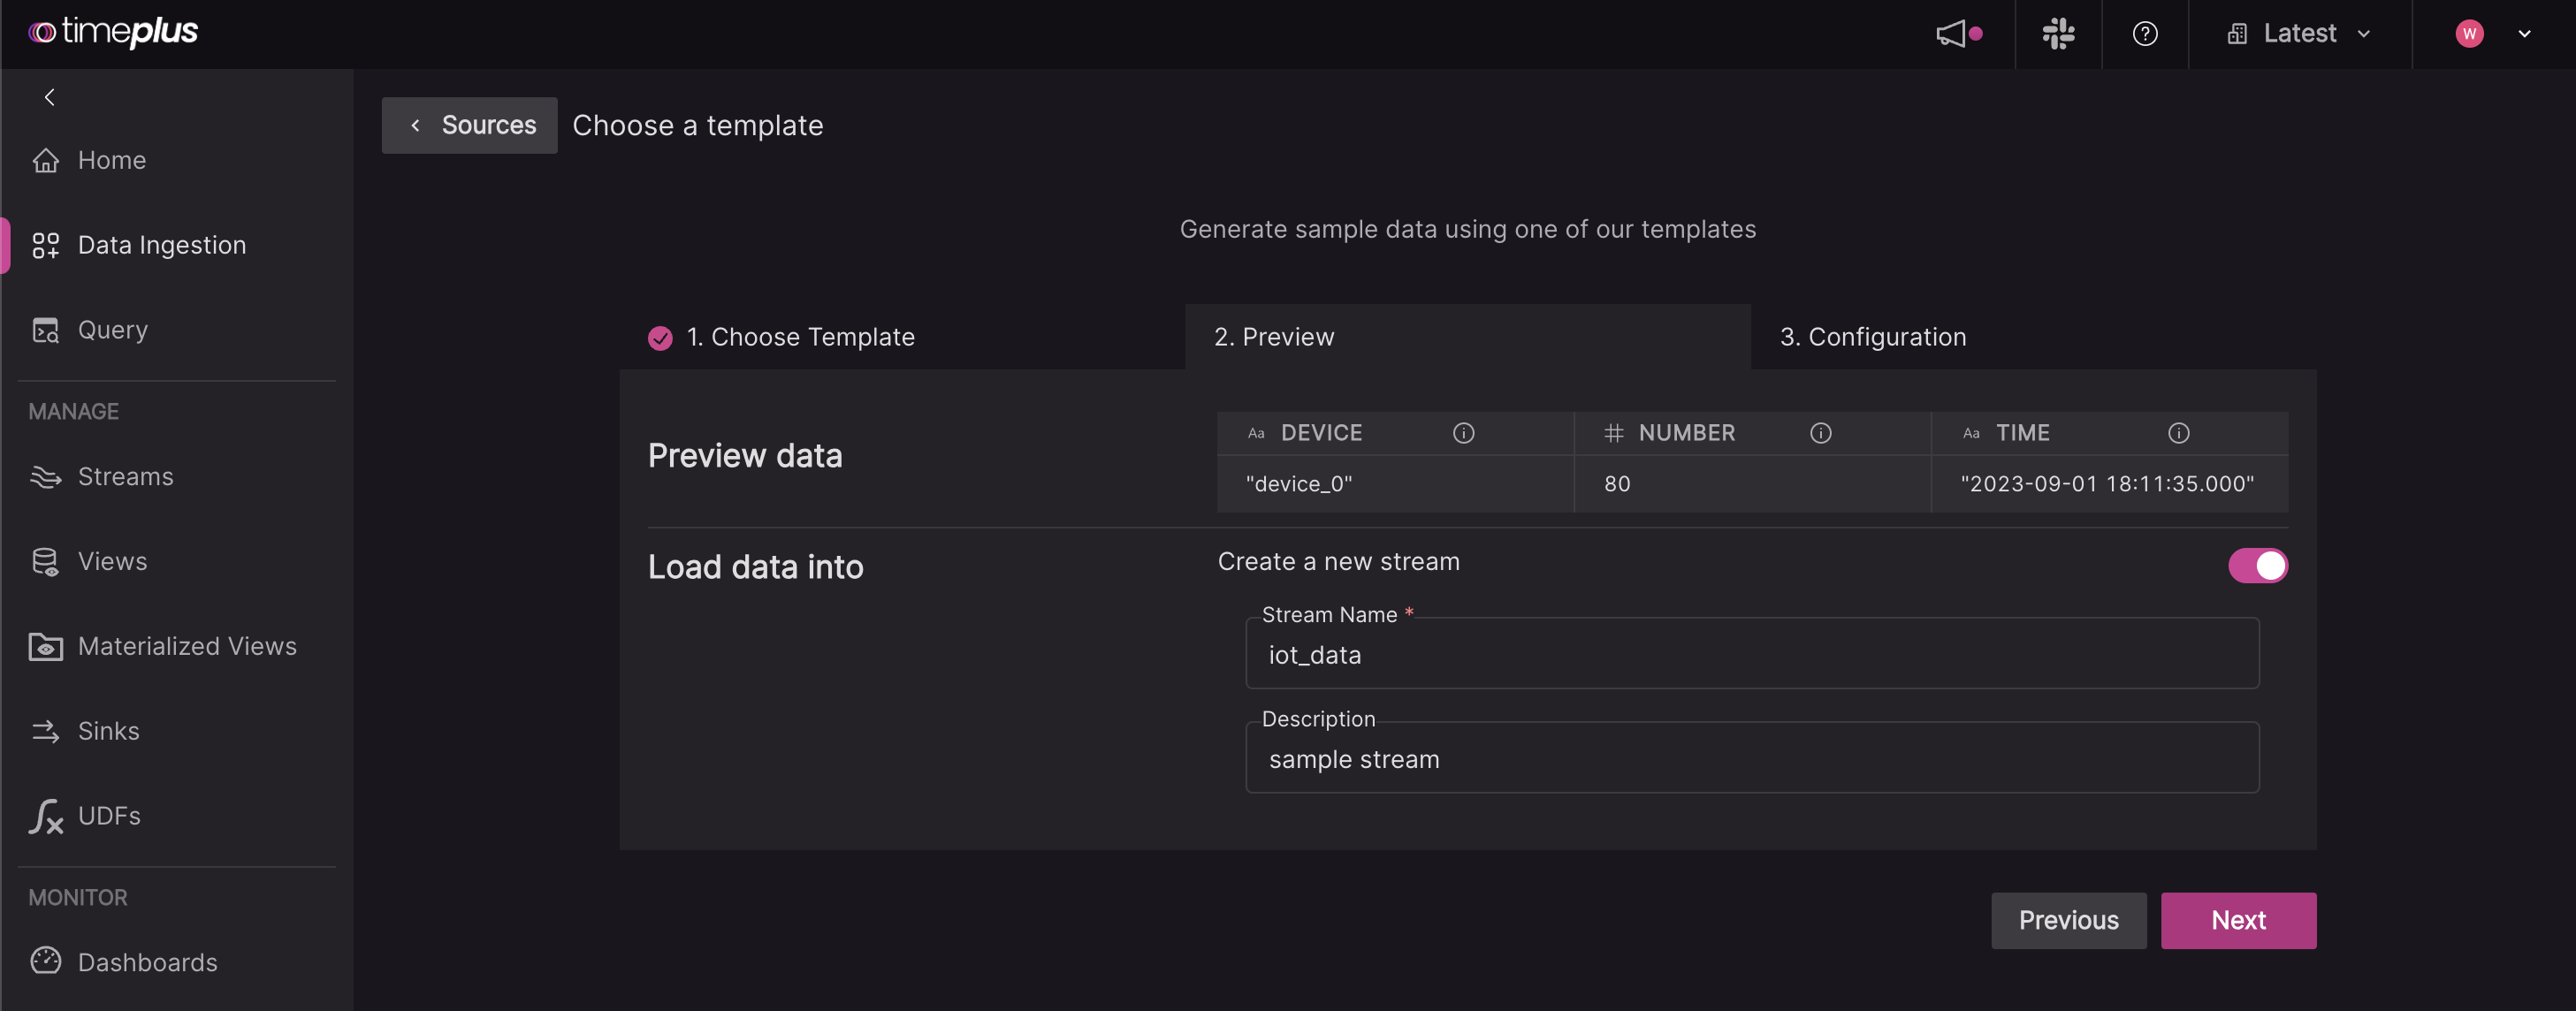 timeplus
Latest
W
Home
Data Ingestion
Query
MANAGE
Streams
Views
Materialized Views
Sinks
UDFs
MONITOR
Dashboards
Sources
Choose a template
Generate sample data using one of our templates
1. Choose Template
2. Preview
3. Configuration
Preview data
Aa DEVICE
# NUMBER
Aa TIME
"device_0"
80
"2023-09-01 18:11:35.000"
Load data into
Create a new stream
Stream Name *
iot_data
Description
sample stream
Previous
Next